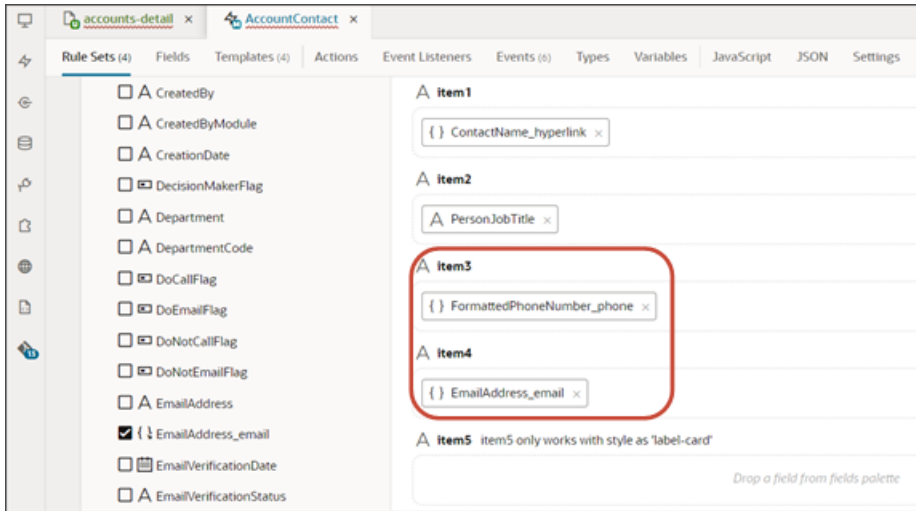 accounts-detail ×
AccountContact ×
Rule Sets (4) Fields Templates (4) Actions Event Listeners Events (6) Types Variables JavaScript JSON Settings
CreatedBy
CreatedByModule
CreationDate
DecisionMakerFlag
Department
DepartmentCode
DoCallFlag
DoEmailFlag
DoNotCallFlag
DoNotEmailFlag
EmailAddress
EmailAddress_email
EmailVerificationDate
EmailVerificationStatus
item1
{ } ContactName_hyperlink ×
item2
PersonJobTitle ×
item3
{ } FormattedPhoneNumber_phone ×
item4
{ } EmailAddress_email ×
item5 item5 only works with style as 'label-card'
Drop a field from fields palette
13